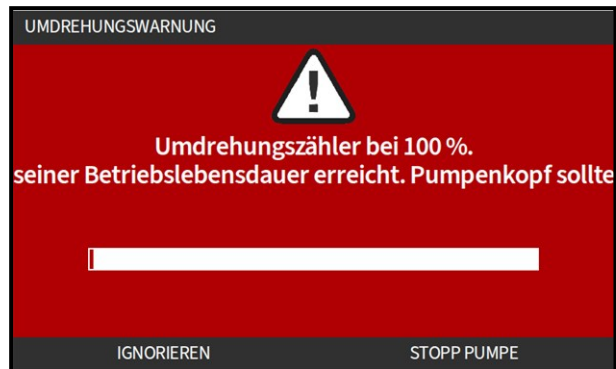 UMDREHUNGSWARNUNG
!
Umdrehungszähler bei 100 %.
seiner Betriebslebensdauer erreicht. Pumpenkopf sollte
IGNORIEREN STOPP PUMPE